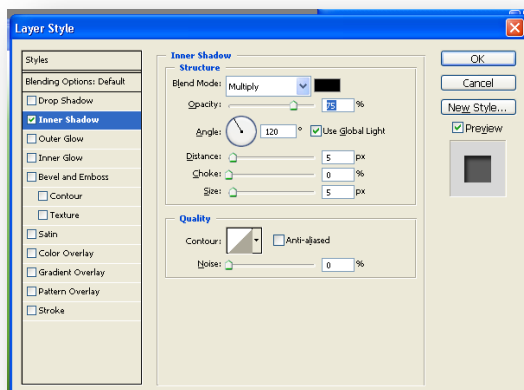 Layer Style
Styles
Blending Options: Default
Drop Shadow
Inner Shadow
Outer Glow
Inner Glow
Bevel and Emboss
Contour
Texture
Satin
Color Overlay
Gradient Overlay
Pattern Overlay
Stroke
Inner Shadow
Structure
Blend Mode: Multiply
Opacity: 75 %
Angle: 120 ° Use Global Light
Distance: 5 px
Choke: 0 %
Size: 5 px
Quality
Contour: Anti-aliased
Noise: 0 %
OK
Cancel
New Style...
Preview